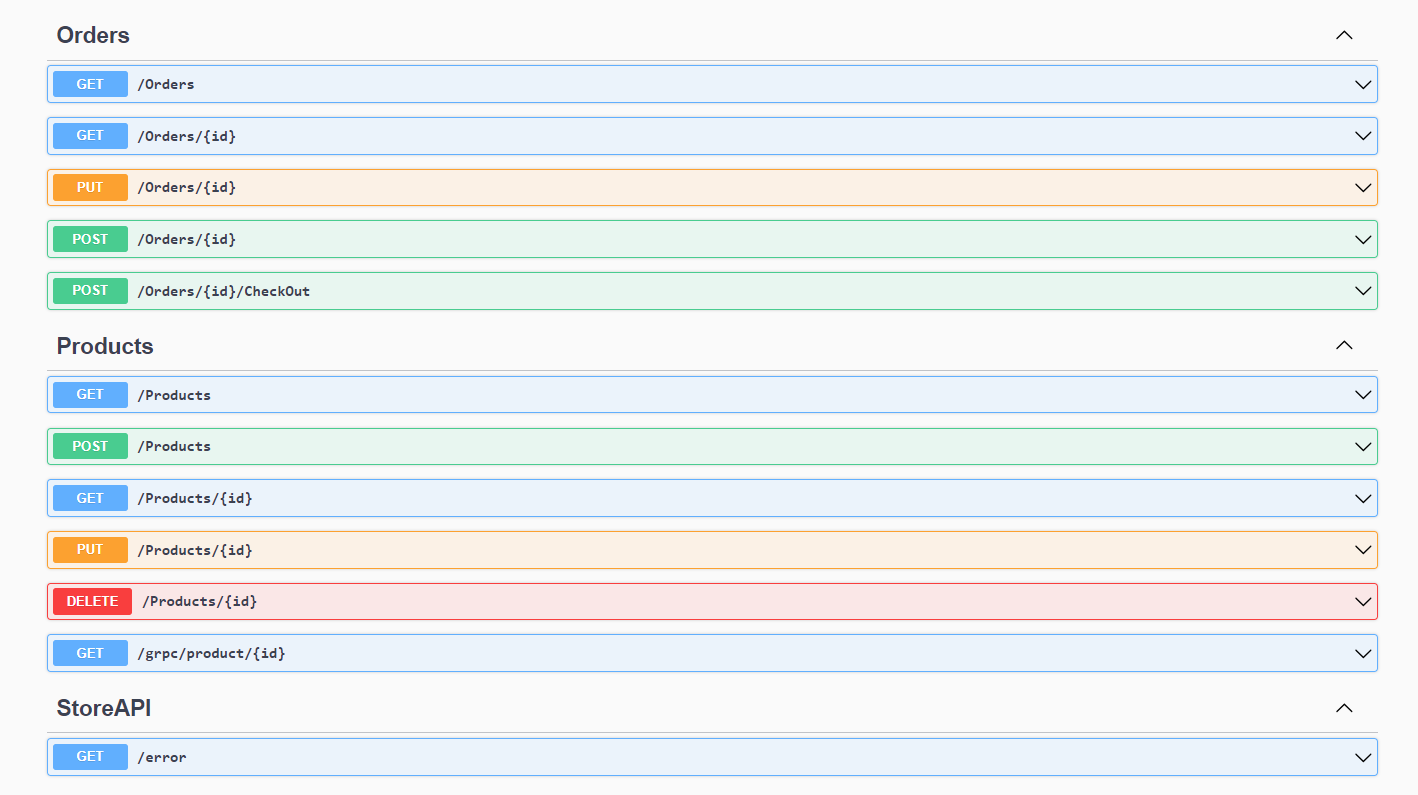 Orders
GET /Orders
GET /Orders/{id}
PUT /Orders/{id}
POST /Orders/{id}
POST /Orders/{id}/CheckOut
Products
GET /Products
POST /Products
GET /Products/{id}
PUT /Products/{id}
DELETE /Products/{id}
GET /grpc/product/{id}
StoreAPI
GET /error